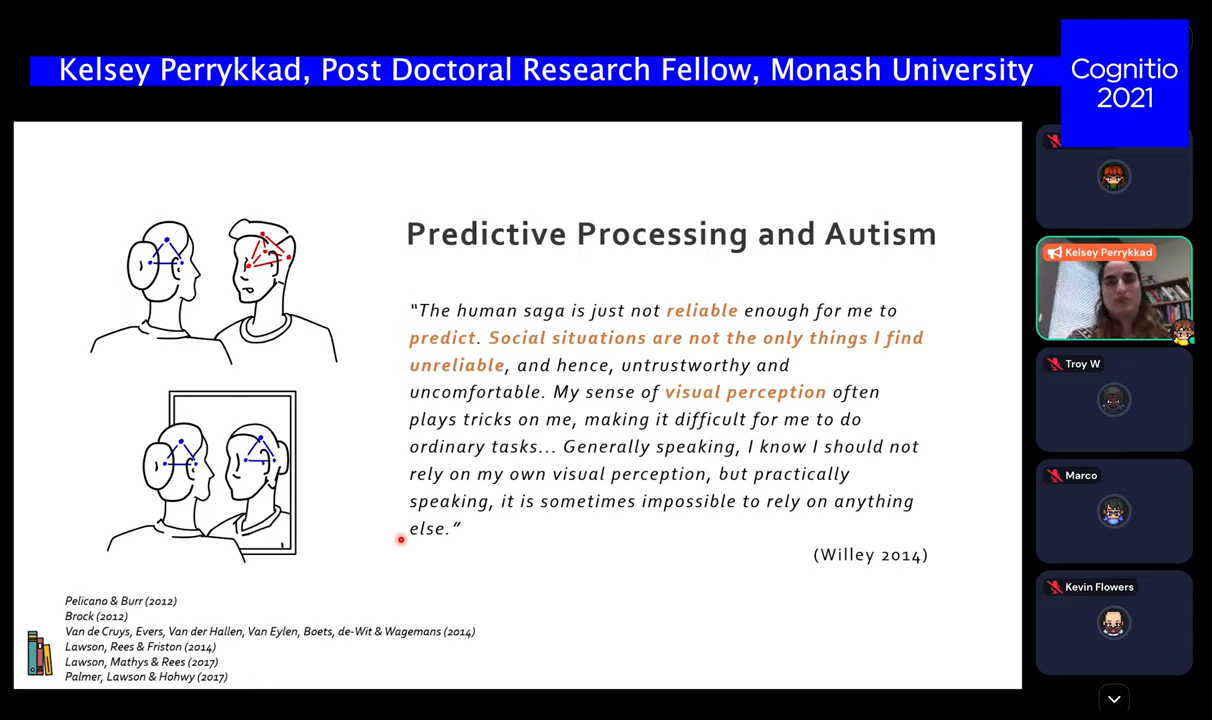 Kelsey Perrykkad, Post Doctoral Research Fellow, Monash University
Cognitio
2021
Predictive Processing and Autism
"The human saga is just not reliable enough for me to
predict. Social situations are not the only things I find
unreliable, and hence, untrustworthy and
uncomfortable. My sense of visual perception often
plays tricks on me, making it difficult for me to do
ordinary tasks... Generally speaking, I know I should not
rely on my own visual perception, but practically
speaking, it is sometimes impossible to rely on anything
else."
(Willey 2014)
Pelicano & Burr (2012)
Brock (2012)
Van de Cruys, Evers, Van der Hallen, Van Eylen, Boets, de-Wit & Wagemans (2014)
Lawson, Rees & Friston (2014)
Lawson, Mathys & Rees (2017)
Palmer, Lawson & Hohwy (2017)
Kelsey Perrykkad
Troy W
Marco
Kevin Flowers